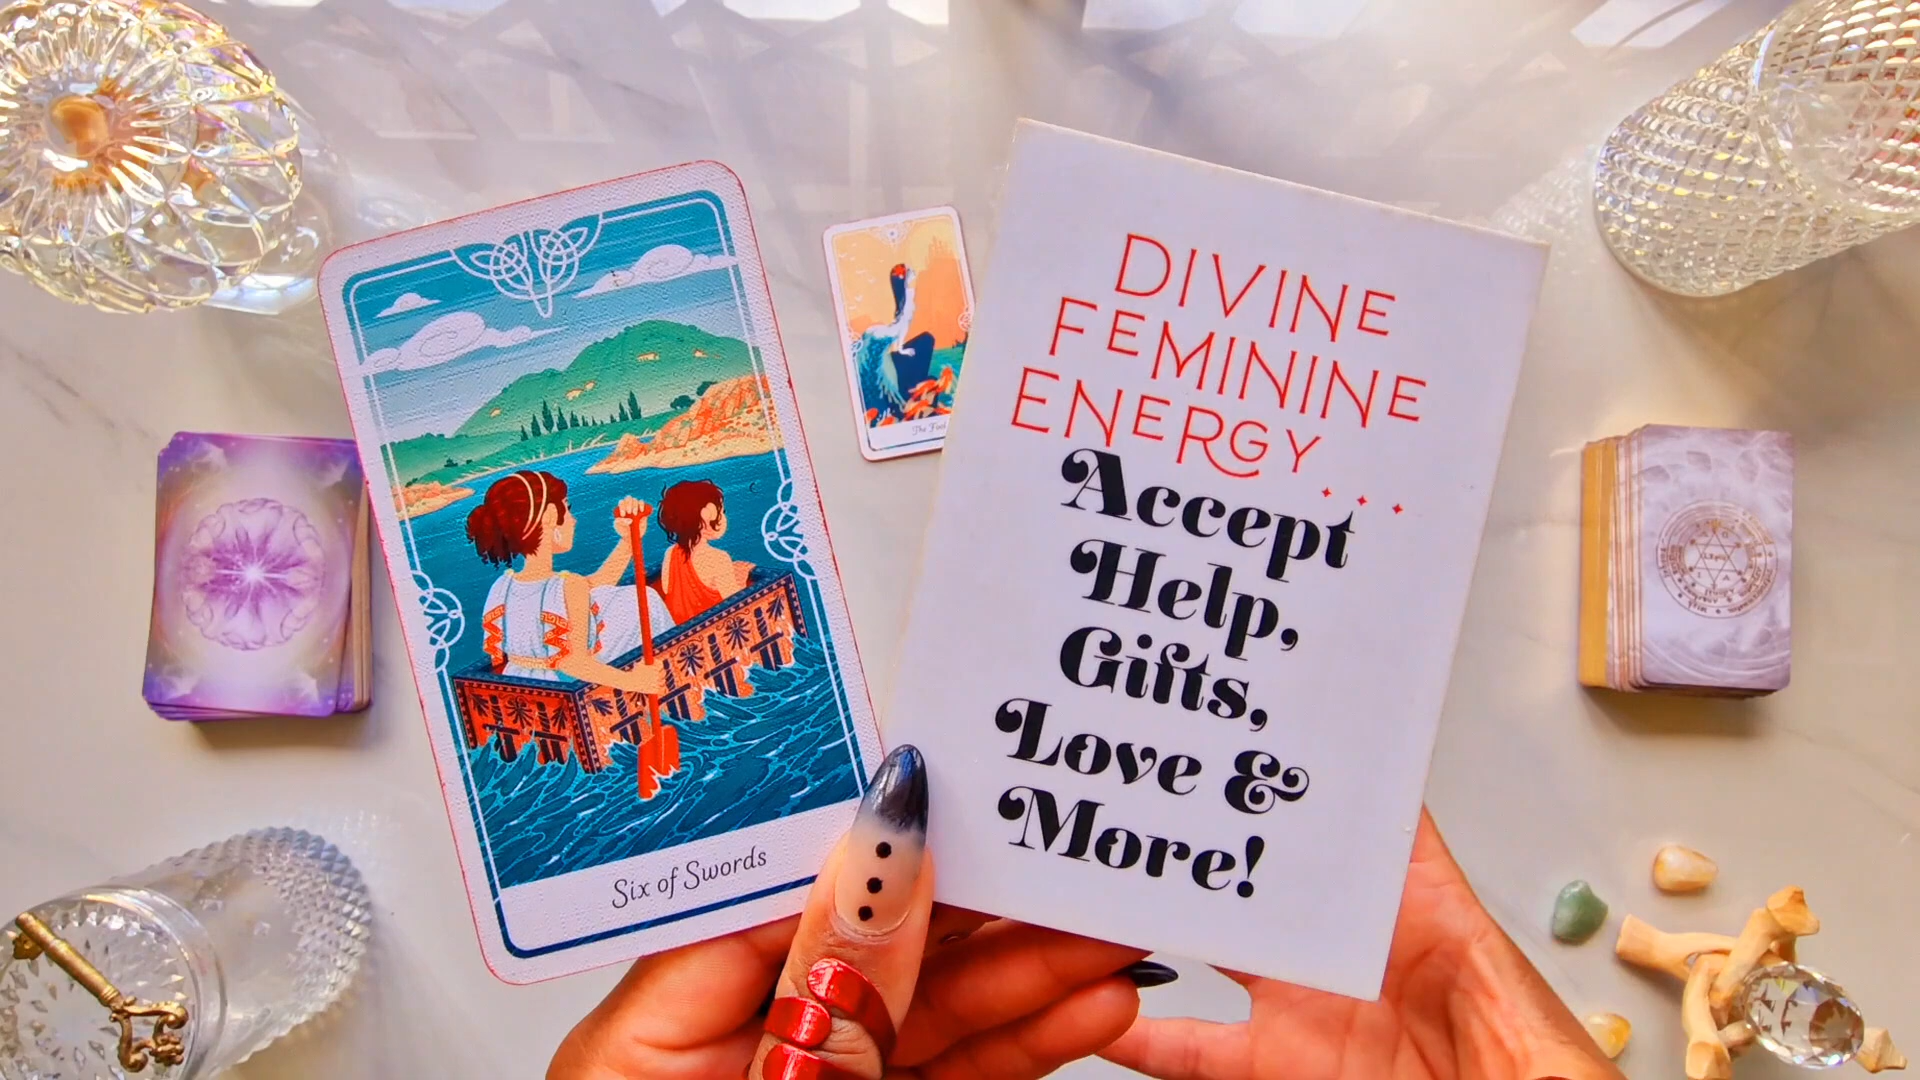 Six of Swords
The Fool
DIVINE
FEMININE
ENERGY...
Accept
Help,
Gifts,
Love &
More!